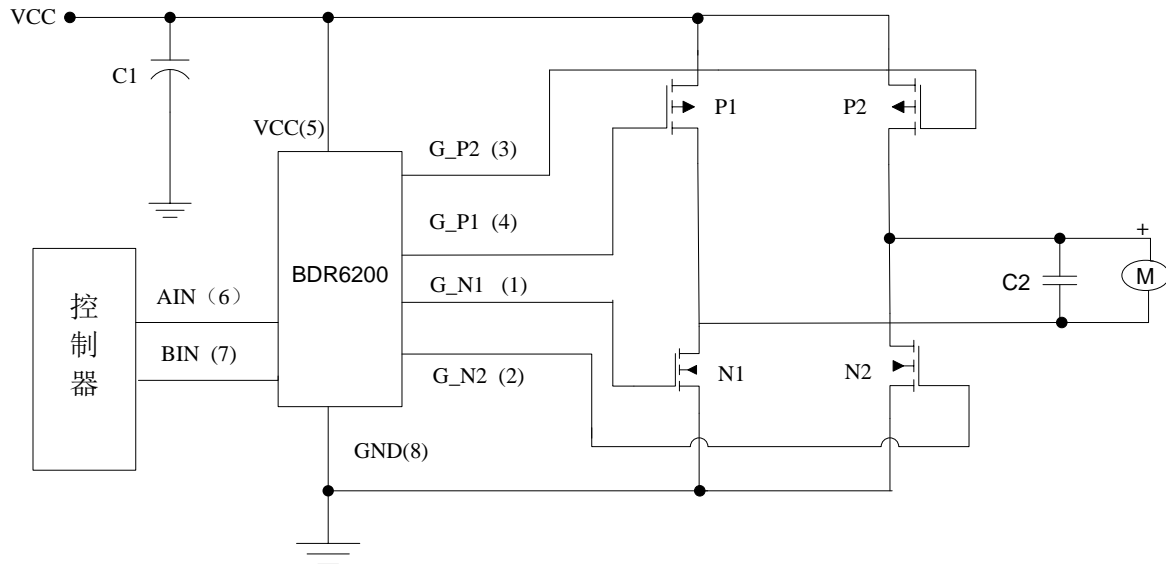 VCC
C1
VCC(5)
G_P2 (3)
G_P1 (4)
G_N1 (1)
G_N2 (2)
BDR6200
控制器
AIN（6）
BIN (7)
GND(8)
P1
P2
N1
N2
C2
+
M